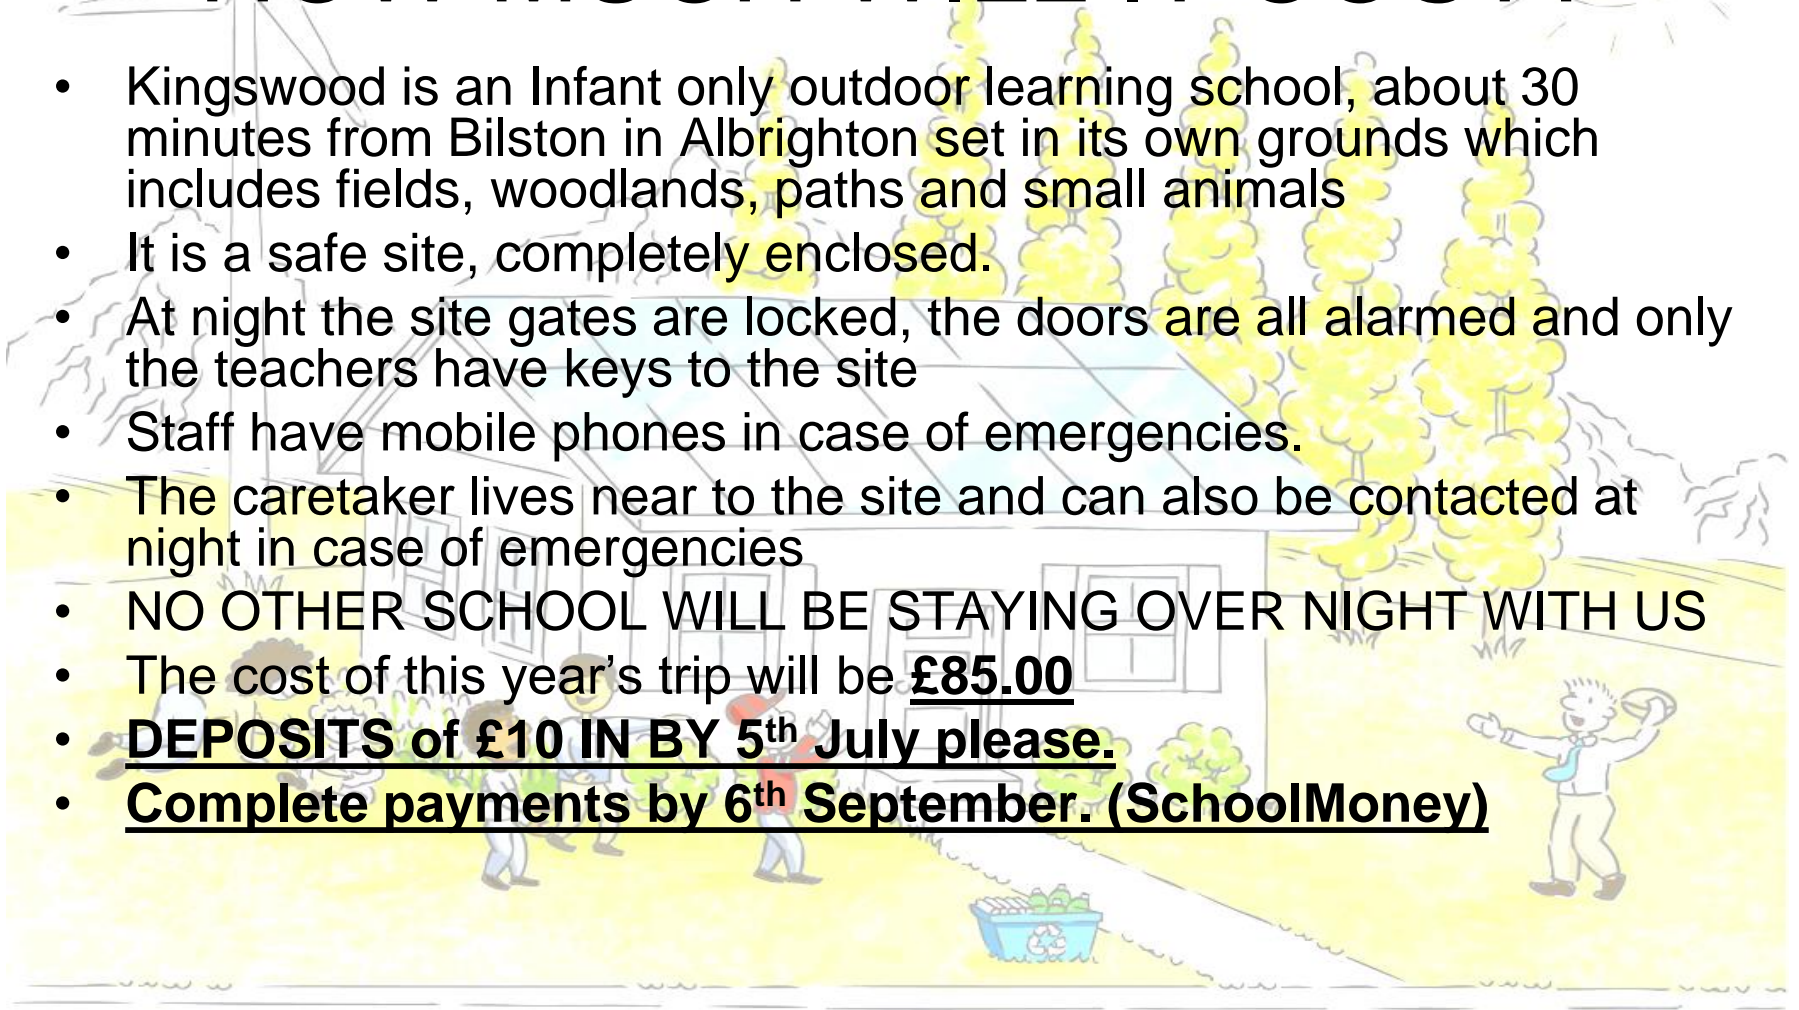 • Kingswood is an Infant only outdoor learning school, about 30
minutes from Bilston in Albrighton set in its own grounds which
includes fields, woodlands, paths and small animals
• It is a safe site, completely enclosed.
• At night the site gates are locked, the doors are all alarmed and only
the teachers have keys to the site
• Staff have mobile phones in case of emergencies.
• The caretaker lives near to the site and can also be contacted at
night in case of emergencies
• NO OTHER SCHOOL WILL BE STAYING OVER NIGHT WITH US
• The cost of this year’s trip will be £85.00
• DEPOSITS of £10 IN BY 5th July please.
• Complete payments by 6th September. (SchoolMoney)